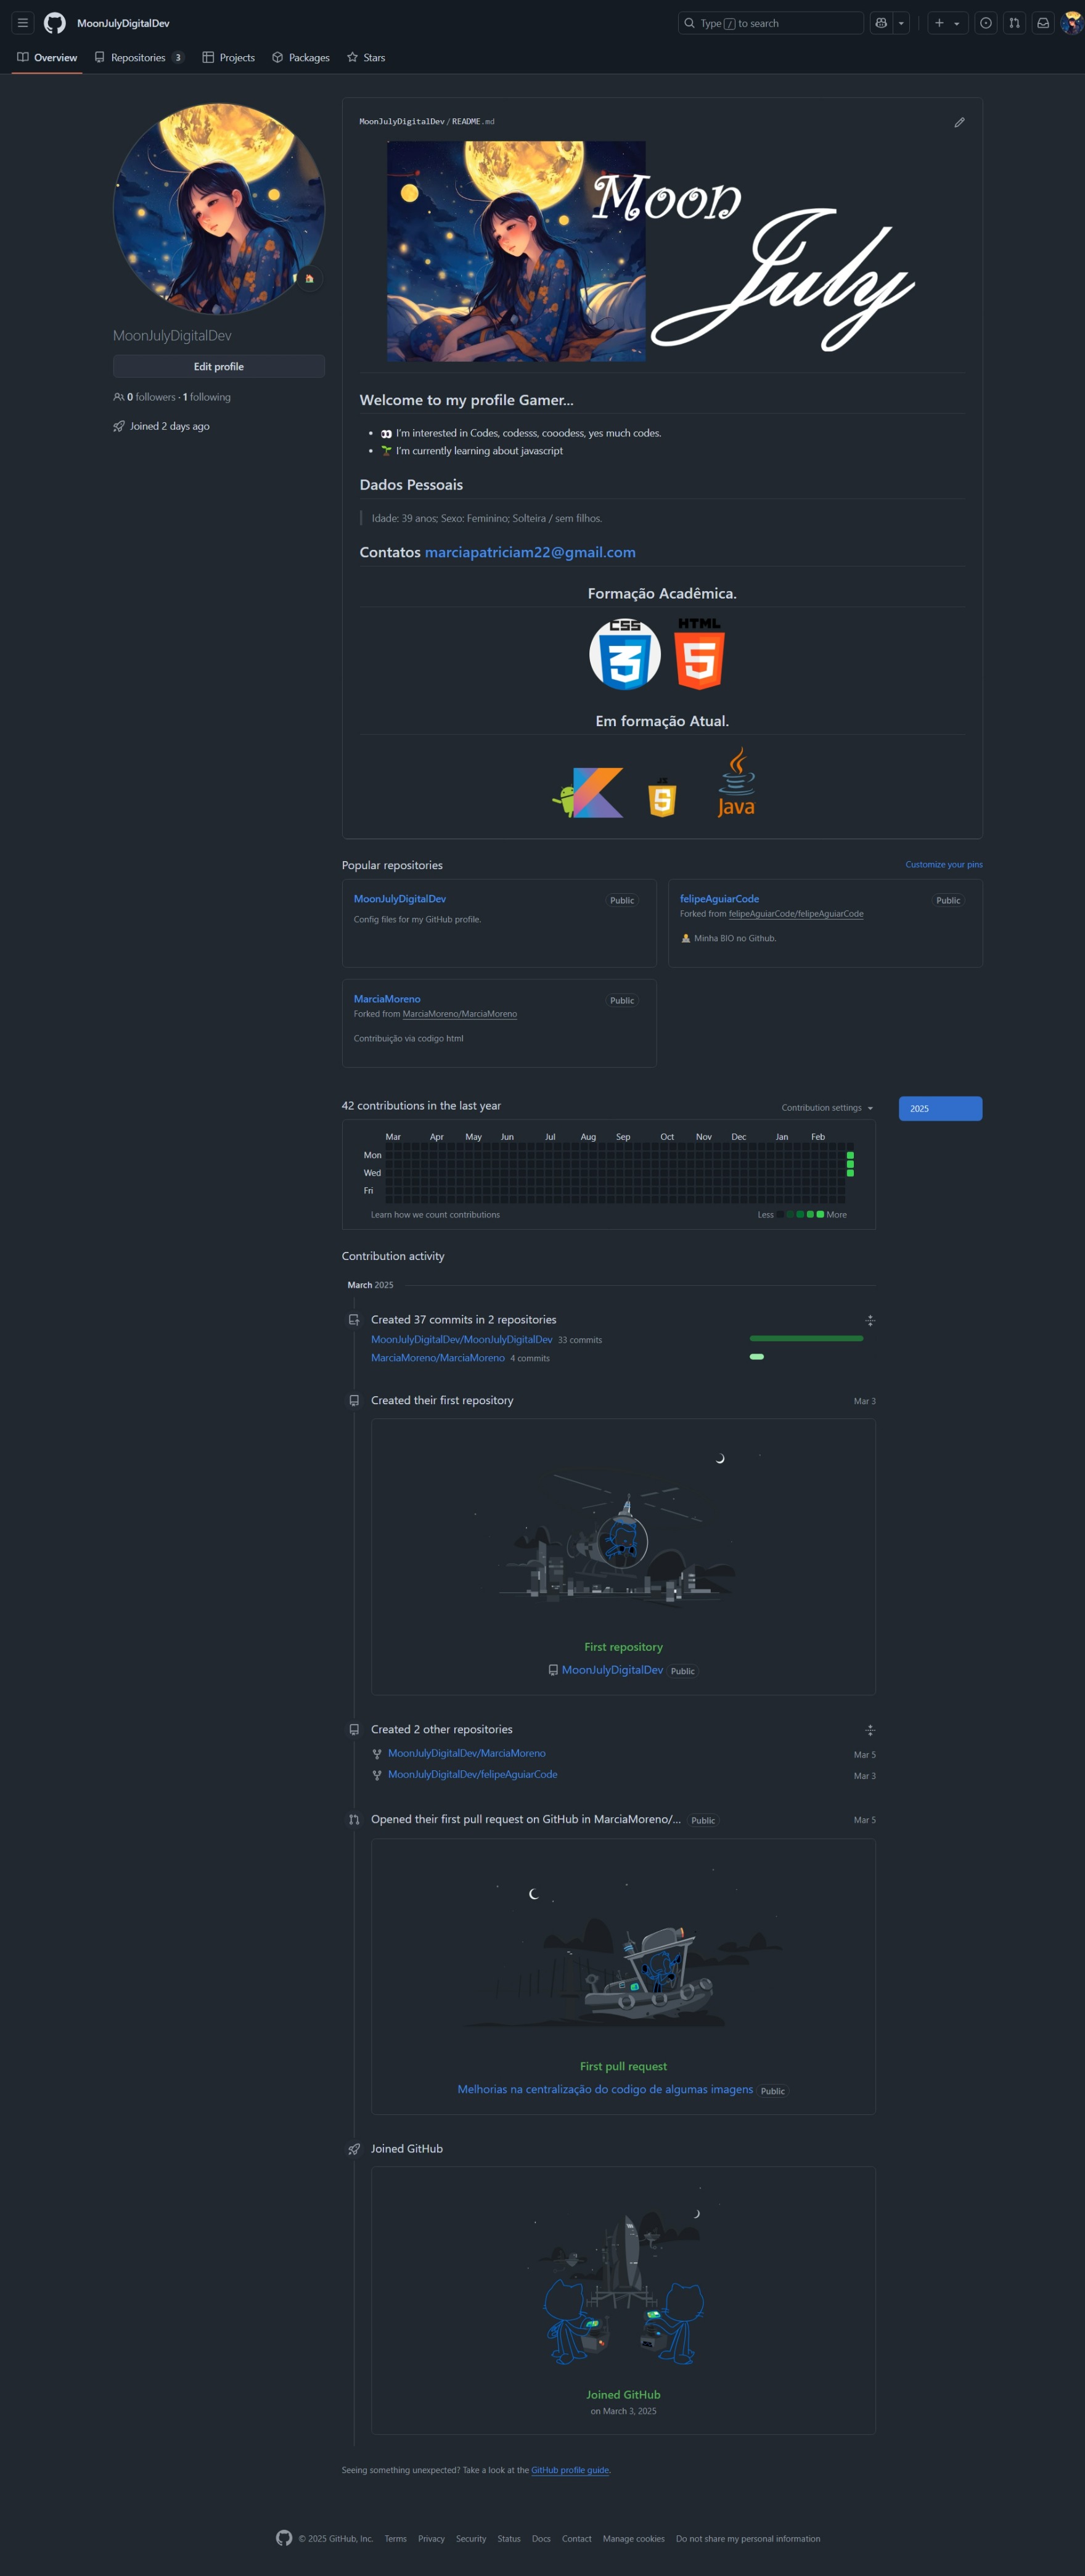 MoonJulyDigitalDev
Type / to search
Overview
Repositories 3
Projects
Packages
Stars
MoonJulyDigitalDev / README.md
Moon
July
MoonJulyDigitalDev
Edit profile
0 followers · 1 following
Joined 2 days ago
Welcome to my profile Gamer...
I'm interested in Codes, codesss, cooodess, yes much codes.
I'm currently learning about javascript
Dados Pessoais
Idade: 39 anos; Sexo: Feminino; Solteira / sem filhos.
Contatos marciapatriciam22@gmail.com
Formação Acadêmica.
CSS
3
HTML
5
Em formação Atual.
JS
5
Java
Popular repositories
Customize your pins
MoonJulyDigitalDev
Public
Config files for my GitHub profile.
felipeAguiarCode
Public
Forked from felipeAguiarCode/felipeAguiarCode
Minha BIO no Github.
MarciaMoreno
Public
Forked from MarciaMoreno/MarciaMoreno
Contribuição via codigo html
42 contributions in the last year
Contribution settings
2025
Mar Apr May Jun Jul Aug Sep Oct Nov Dec Jan Feb
Mon
Wed
Fri
Learn how we count contributions
Less
More
Contribution activity
March 2025
Created 37 commits in 2 repositories
MoonJulyDigitalDev/MoonJulyDigitalDev 33 commits
MarciaMoreno/MarciaMoreno 4 commits
Created their first repository
Mar 3
First repository
MoonJulyDigitalDev Public
Created 2 other repositories
MoonJulyDigitalDev/MarciaMoreno
Mar 5
MoonJulyDigitalDev/felipeAguiarCode
Mar 3
Opened their first pull request on GitHub in MarciaMoreno/... Public
Mar 5
First pull request
Melhorias na centralização do codigo de algumas imagens Public
Joined GitHub
Joined GitHub
on March 3, 2025
Seeing something unexpected? Take a look at the GitHub profile guide.
© 2025 GitHub, Inc. Terms Privacy Security Status Docs Contact Manage cookies Do not share my personal information